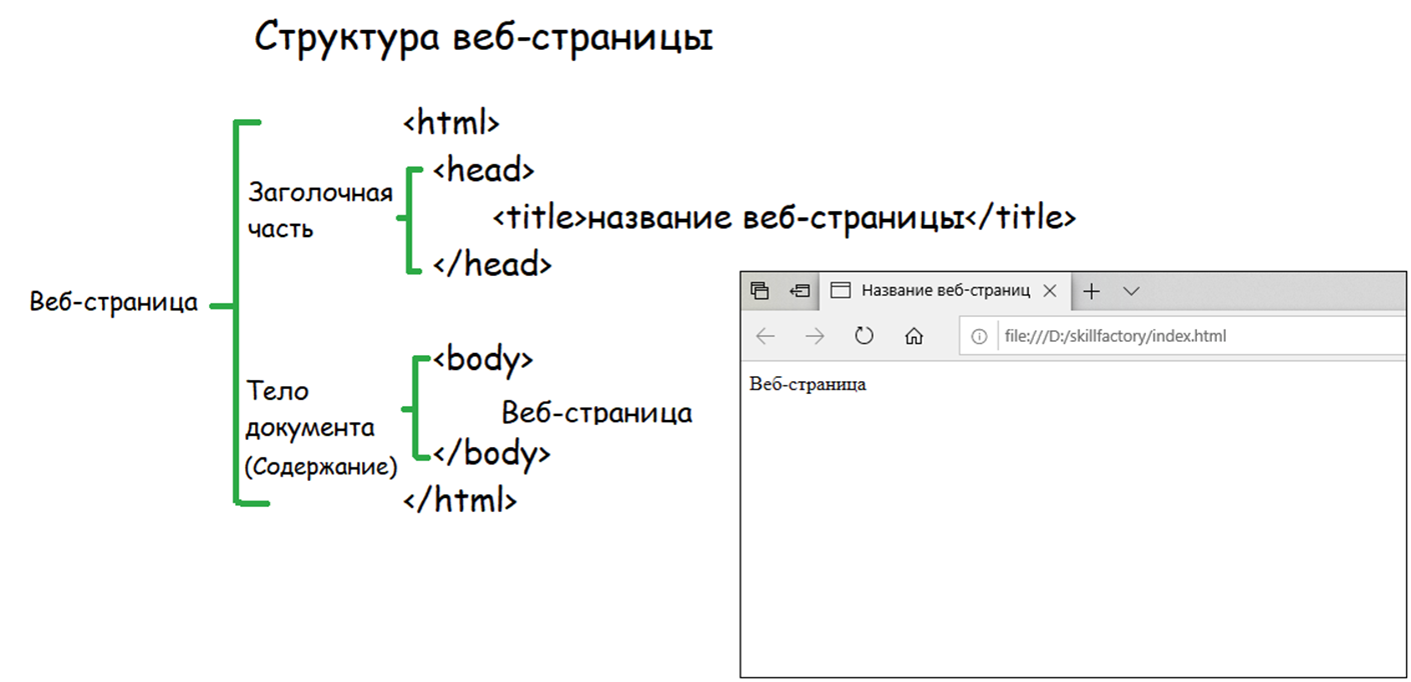 Структура веб-страницы
<html>
<head>
Заголочная
часть
<title>название веб-страницы</title>
</head>
Веб-страница
<body>
Тело
документа
(Содержание)
Веб-страница
</body>
</html>
Название веб-страниц
file:///D:/skillfactory/index.html
Веб-страница